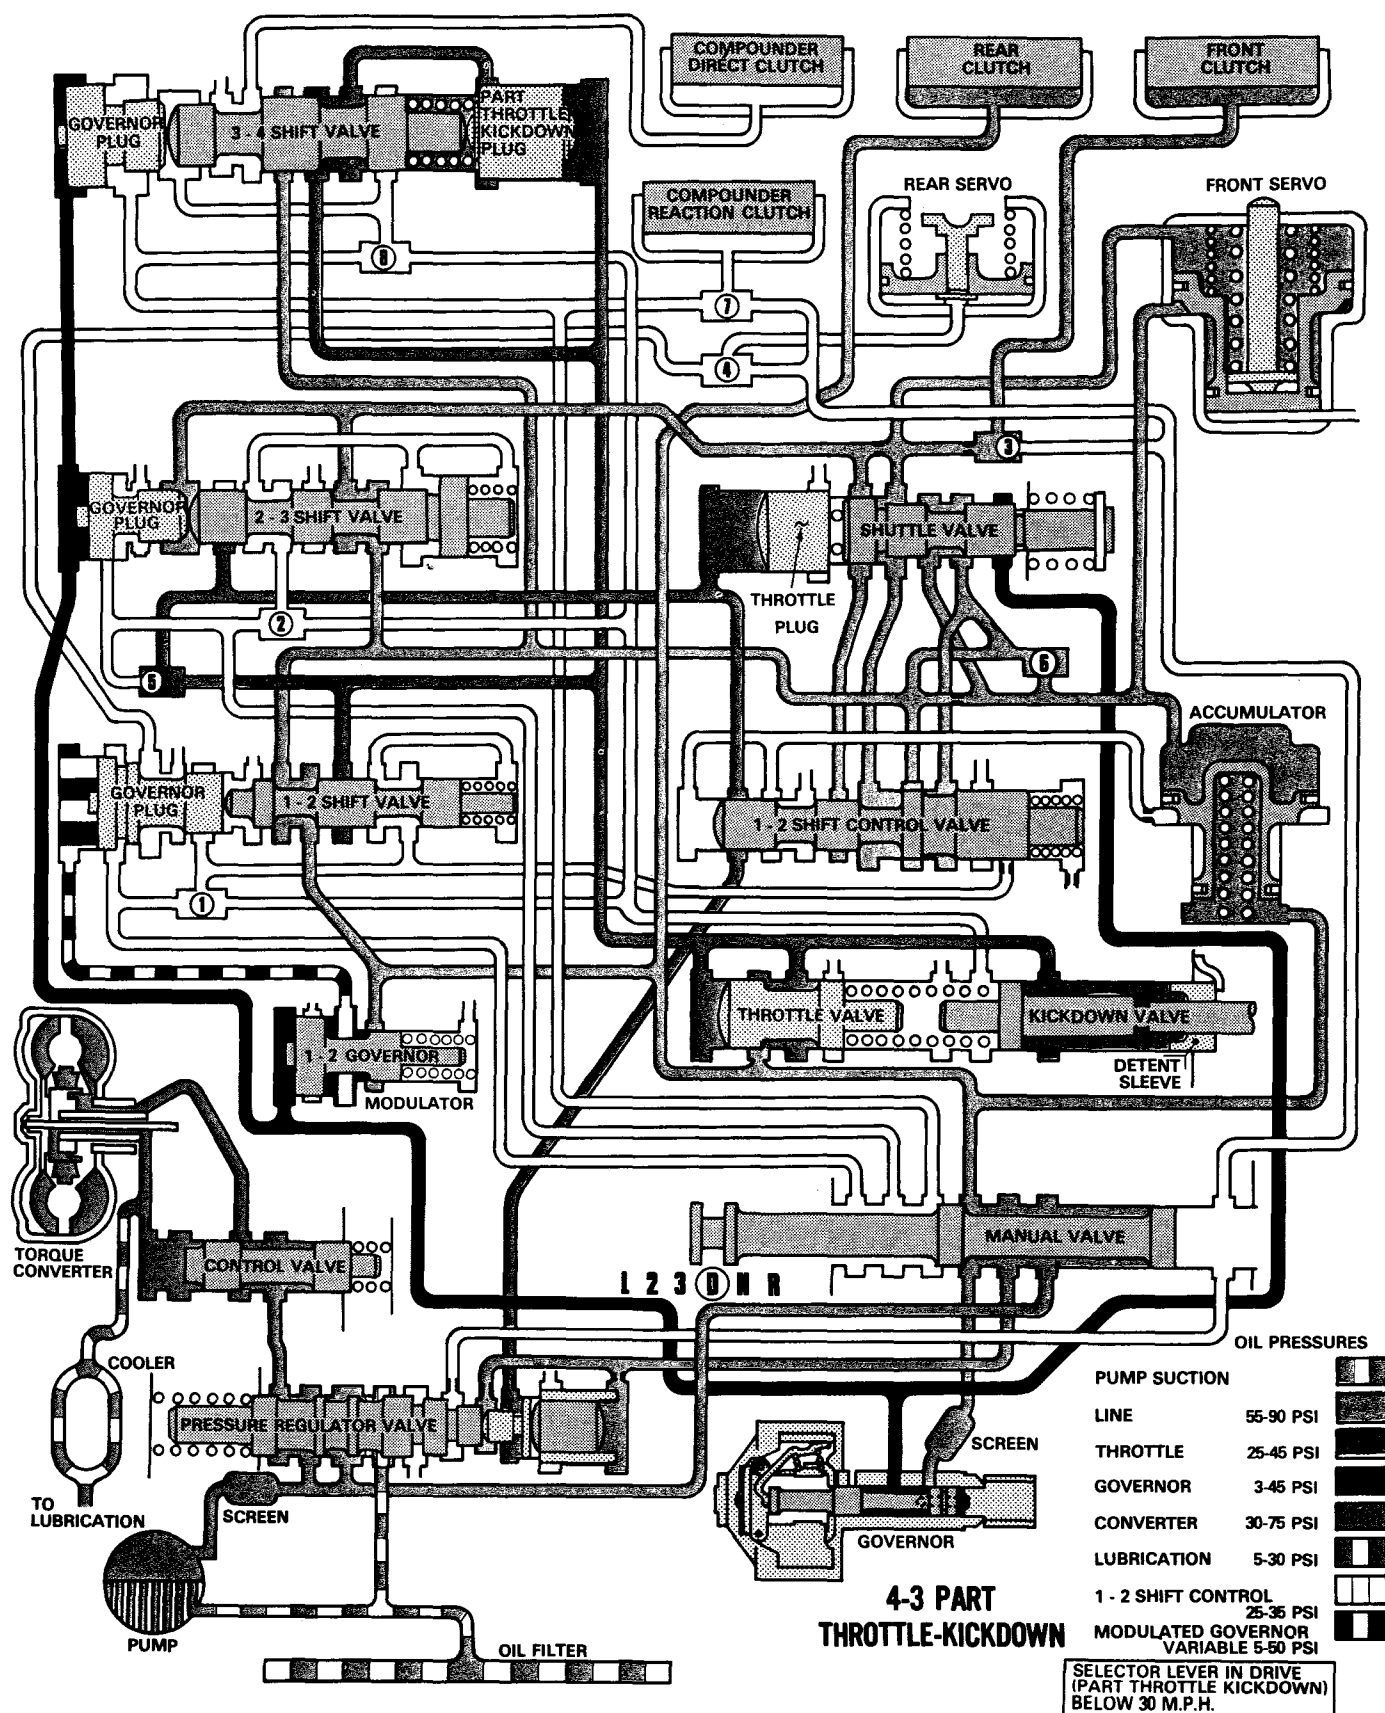 COMPOUNDER
DIRECT CLUTCH
REAR
CLUTCH
FRONT
CLUTCH
GOVERNOR
PLUG
3 - 4 SHIFT VALVE
PART
THROTTLE
KICKDOWN
PLUG
COMPOUNDER
REACTION CLUTCH
REAR SERVO
FRONT SERVO
8
7
4
3
GOVERNOR
PLUG
2 - 3 SHIFT VALVE
SHUTTLE VALVE
THROTTLE
PLUG
2
5
6
ACCUMULATOR
GOVERNOR
PLUG
1 - 2 SHIFT VALVE
1 - 2 SHIFT CONTROL VALVE
1
THROTTLE VALVE
KICKDOWN VALVE
DETENT
SLEEVE
1 - 2 GOVERNOR
MODULATOR
TORQUE
CONVERTER
CONTROL VALVE
MANUAL VALVE
L 2 3 D N R
COOLER
PRESSURE REGULATOR VALVE
TO
LUBRICATION
SCREEN
SCREEN
GOVERNOR
PUMP
OIL FILTER
4-3 PART
THROTTLE-KICKDOWN
OIL PRESSURES
PUMP SUCTION
LINE 55-90 PSI
THROTTLE 25-45 PSI
GOVERNOR 3-45 PSI
CONVERTER 30-75 PSI
LUBRICATION 5-30 PSI
1 - 2 SHIFT CONTROL
25-35 PSI
MODULATED GOVERNOR
VARIABLE 5-50 PSI
SELECTOR LEVER IN DRIVE
(PART THROTTLE KICKDOWN)
BELOW 30 M.P.H.